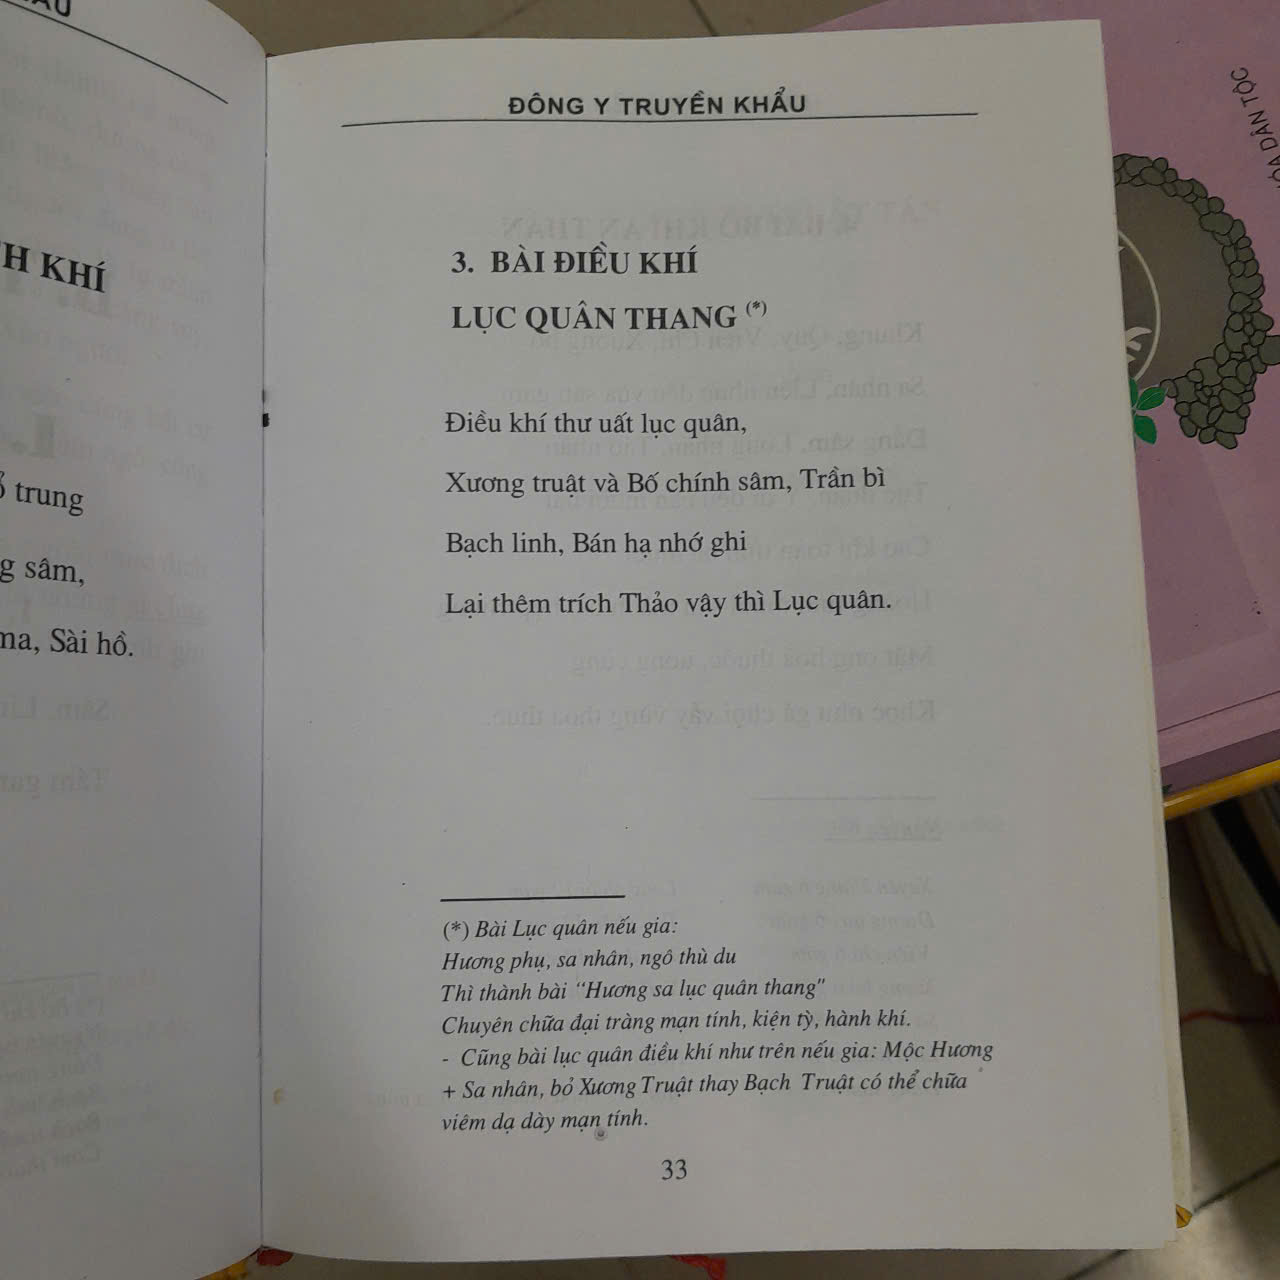 H KHÍ
trung
g sâm,
ma, Sài hồ.
ĐÔNG Y TRUYỀN KHẨU
3. BÀI ĐIỀU KHÍ
LỤC QUÂN THANG (*)
Điều khí thư uất lục quân,
Xương truật và Bố chính sâm, Trần bì
Bạch linh, Bán hạ nhớ ghi
Lại thêm trích Thảo vậy thì Lục quân.
(*) Bài Lục quân nếu gia:
Hương phụ, sa nhân, ngô thù du
Thì thành bài “Hương sa lục quân thang"
Chuyên chữa đại tràng mạn tính, kiện tỳ, hành khí.
- Cũng bài lục quân điều khí như trên nếu gia: Mộc Hương
+ Sa nhân, bỏ Xương Truật thay Bạch Truật có thể chữa
viêm dạ dày mạn tính.
33
DÂN TỘC